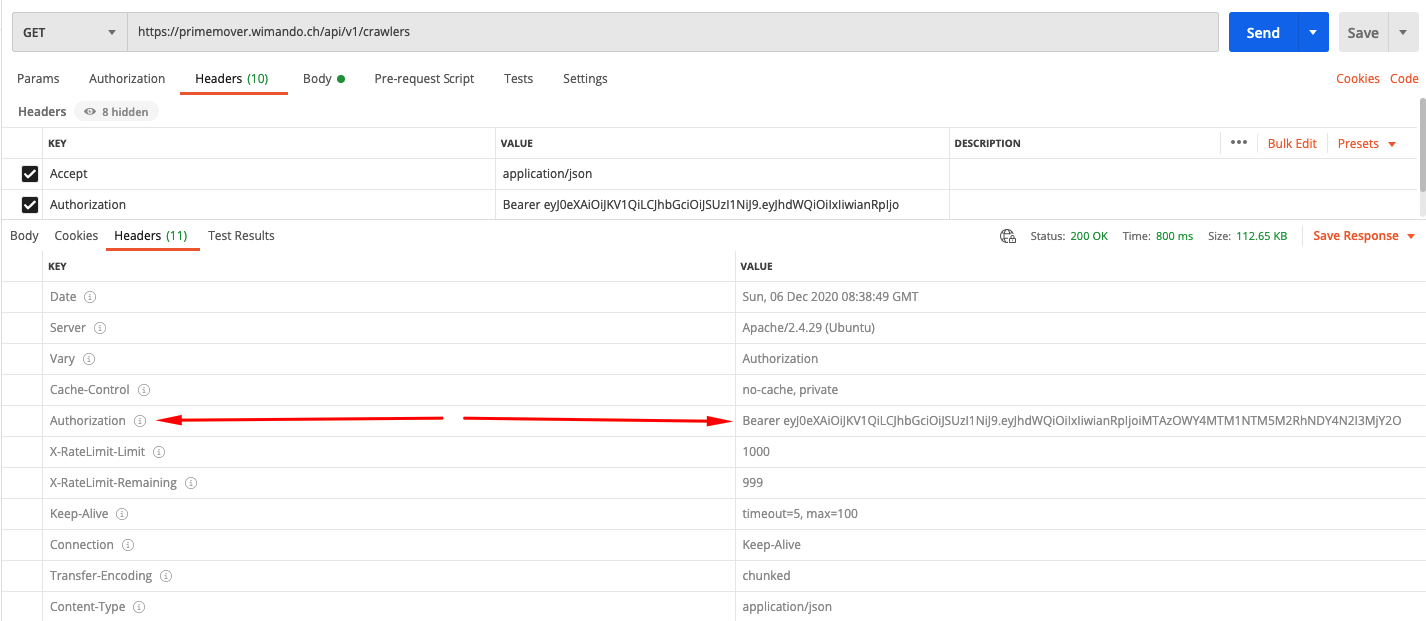 GET https://primemover.wimando.ch/api/v1/crawlers Send Save
Params Authorization Headers (10) Body Pre-request Script Tests Settings Cookies Code
Headers 8 hidden
KEY VALUE DESCRIPTION ••• Bulk Edit Presets
Accept application/json
Authorization Bearer eyJ0eXAiOiJKV1QiLCJhbGciOiJSUzI1NiJ9.eyJhdWQiOiIxIiwianRpIjo
Body Cookies Headers (11) Test Results Status: 200 OK Time: 800 ms Size: 112.65 KB Save Response
KEY VALUE
Date Sun, 06 Dec 2020 08:38:49 GMT
Server Apache/2.4.29 (Ubuntu)
Vary Authorization
Cache-Control no-cache, private
Authorization Bearer eyJ0eXAiOiJKV1QiLCJhbGciOiJSUzI1NiJ9.eyJhdWQiOiIxIiwianRpIjoiMTAzOWY4MTM1NTM5M2RhNDY4N2I3MjY2O
X-RateLimit-Limit 1000
X-RateLimit-Remaining 999
Keep-Alive timeout=5, max=100
Connection Keep-Alive
Transfer-Encoding chunked
Content-Type application/json